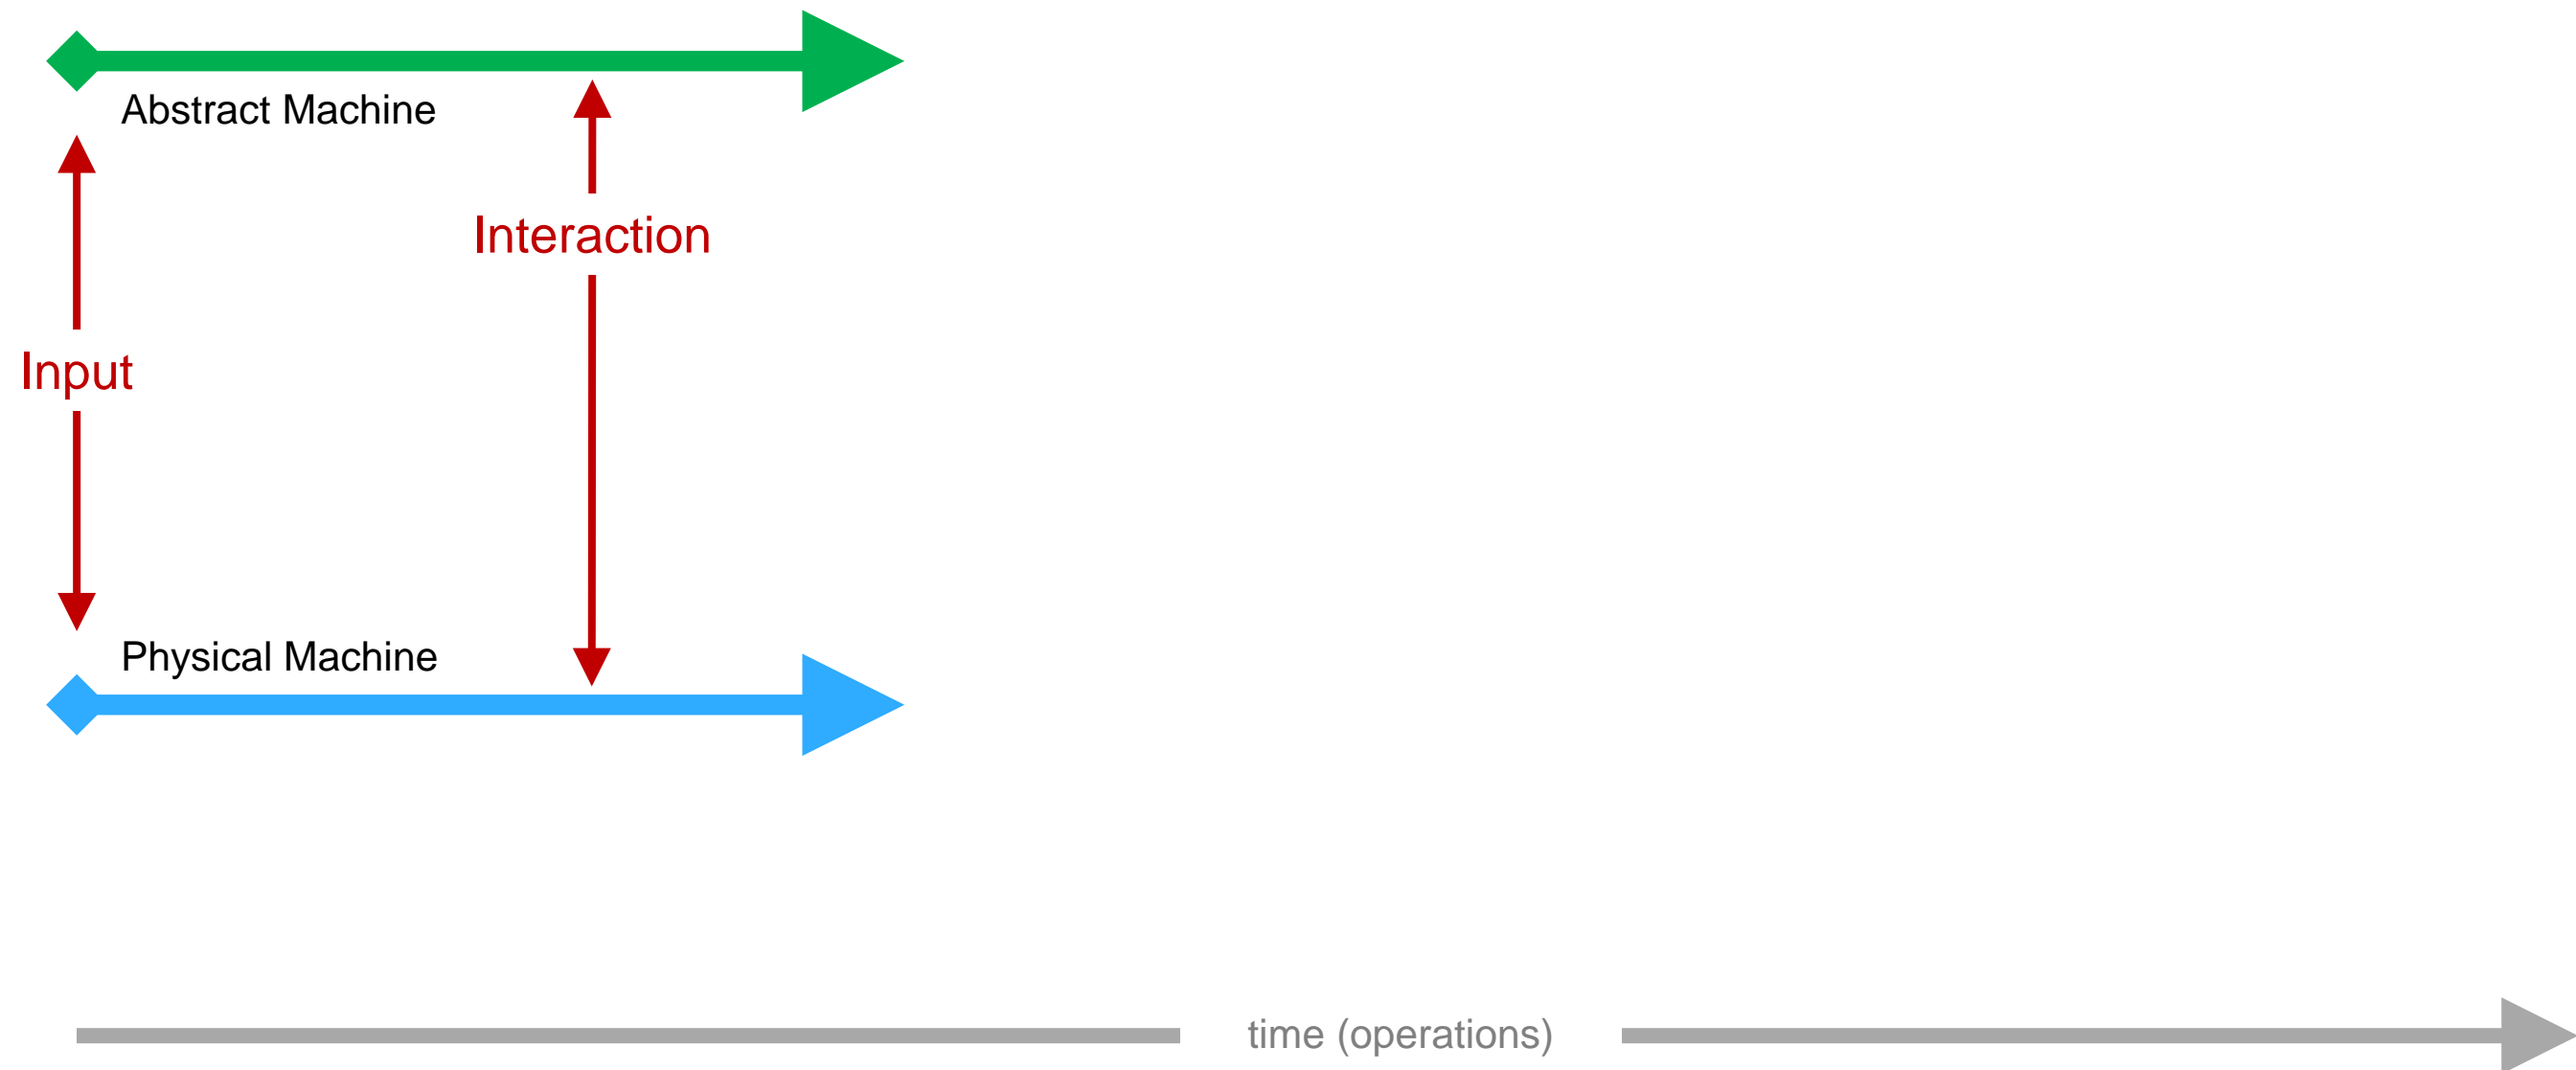 Abstract Machine
Interaction
Input
Physical Machine
time (operations)